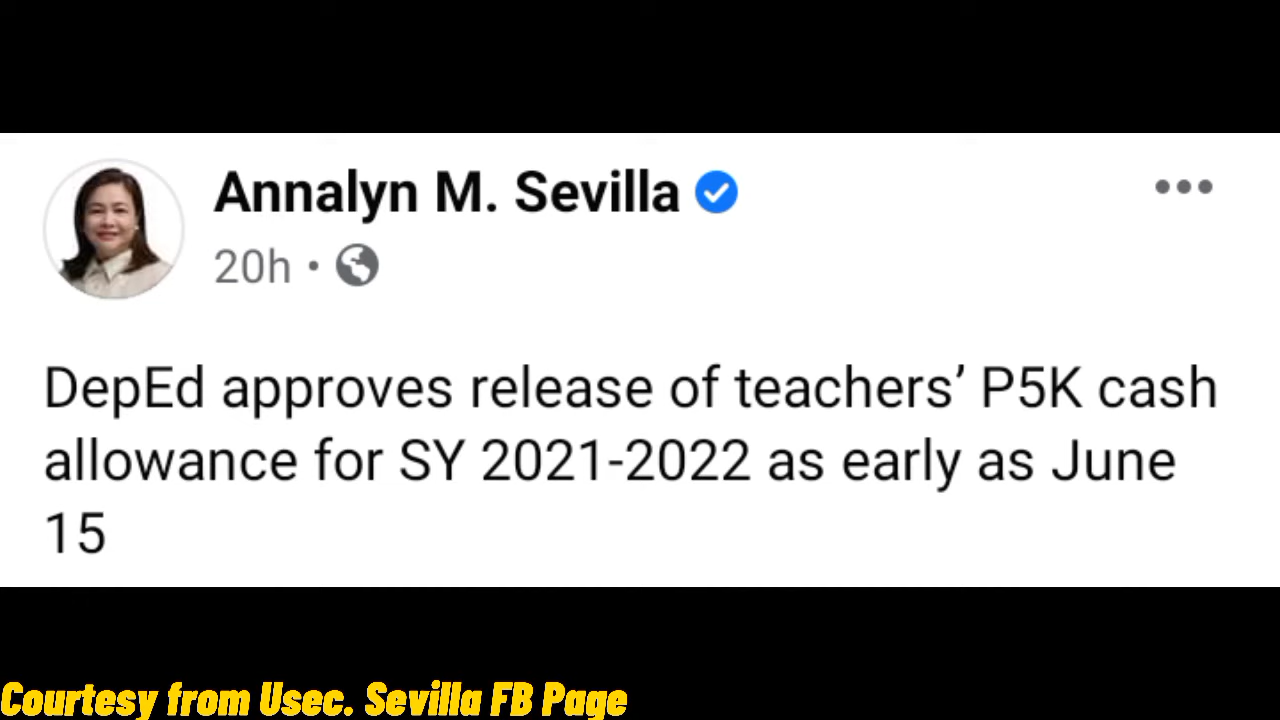 Annalyn M. Sevilla
20h •
DepEd approves release of teachers’ P5K cash
allowance for SY 2021-2022 as early as June
15
Courtesy from Usec. Sevilla FB Page